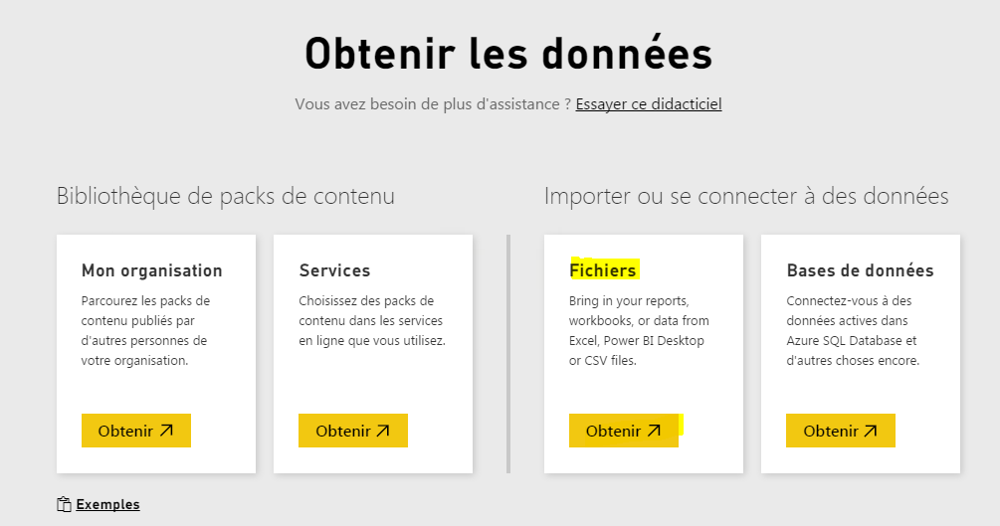 Obtenir les données
Vous avez besoin de plus d'assistance ? Essayer ce didacticiel
Bibliothèque de packs de contenu
Importer ou se connecter à des données
Mon organisation
Parcourez les packs de
contenu publiés par
d'autres personnes de
votre organisation.
Obtenir
Services
Choisissez des packs de
contenu dans les services
en ligne que vous utilisez.
Obtenir
Fichiers
Bring in your reports,
workbooks, or data from
Excel, Power BI Desktop
or CSV files.
Obtenir
Bases de données
Connectez-vous à des
données actives dans
Azure SQL Database et
d'autres choses encore.
Obtenir
Exemples